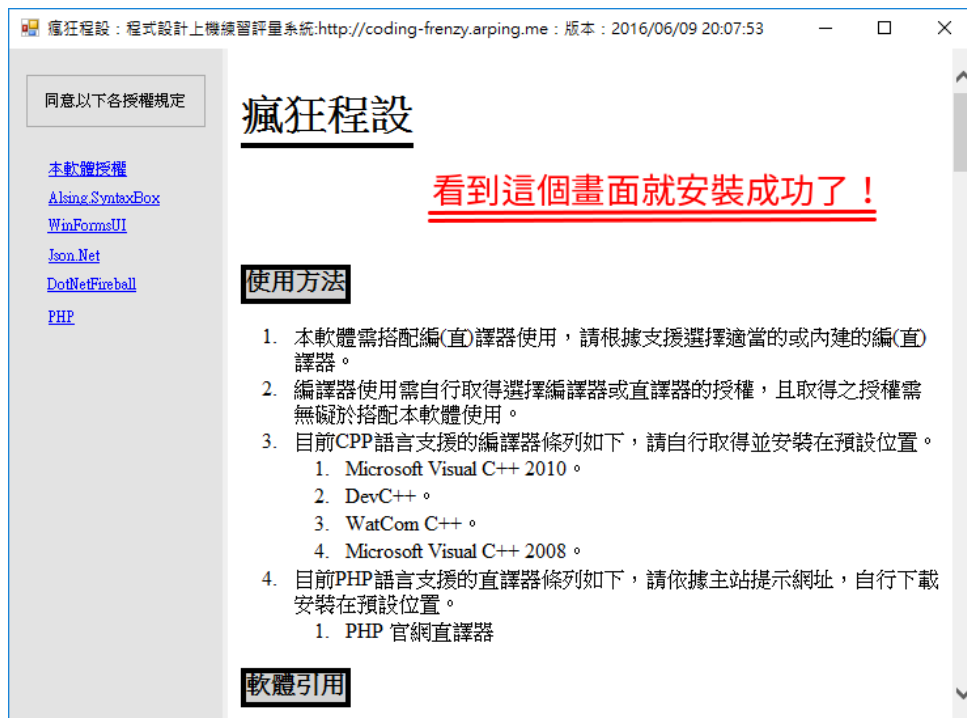 瘋狂程設：程式設計上機練習評量系統:http://coding-frenzy.arping.me：版本：2016/06/09 20:07:53
同意以下各授權規定
本軟體授權
Alsing.SyntaxBox
WinFormsUI
Json.Net
DotNetFireball
PHP
瘋狂程設
看到這個畫面就安裝成功了！
使用方法
1. 本軟體需搭配編(直)譯器使用，請根據支援選擇適當的或內建的編(直)
譯器。
2. 編譯器使用需自行取得選擇編譯器或直譯器的授權，且取得之授權需
無礙於搭配本軟體使用。
3. 目前CPP語言支援的編譯器條列如下，請自行取得並安裝在預設位置。
1. Microsoft Visual C++ 2010。
2. DevC++。
3. WatCom C++。
4. Microsoft Visual C++ 2008。
4. 目前PHP語言支援的直譯器條列如下，請依據主站提示網址，自行下載
安裝在預設位置。
1. PHP 官網直譯器
軟體引用